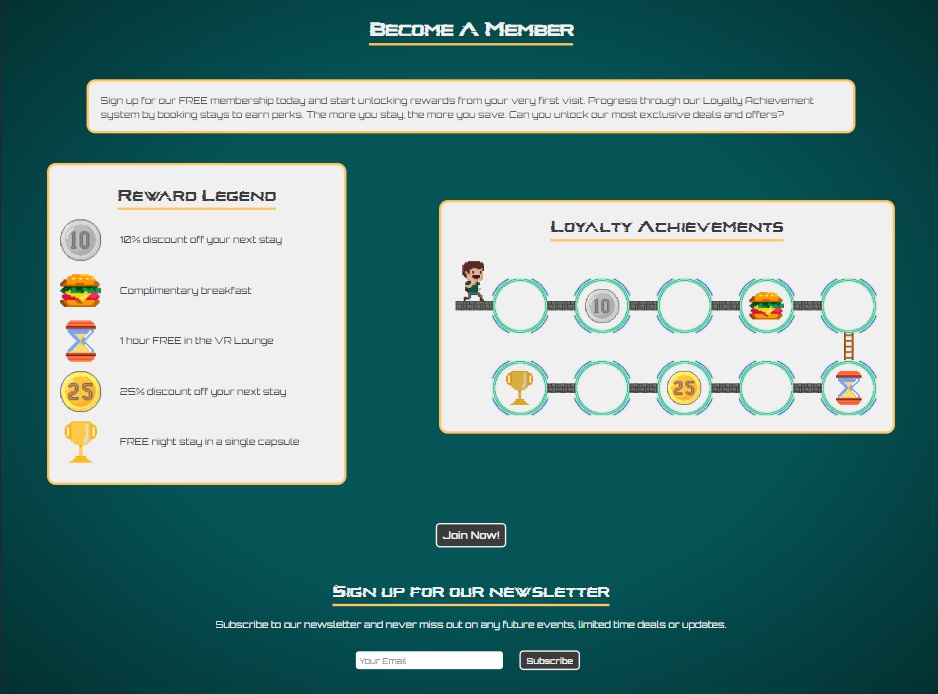 Become A Member
Sign up for our FREE membership today and start unlocking rewards from your very first visit. Progress through our Loyalty Achievement
system by booking stays to earn perks. The more you stay, the more you save. Can you unlock our most exclusive deals and offers?
Reward Legend
10
10% discount off your next stay
Complimentary breakfast
1 hour FREE in the VR Lounge
25
25% discount off your next stay
FREE night stay in a single capsule
Loyalty Achievements
10
25
Join Now!
Sign up for our newsletter
Subscribe to our newsletter and never miss out on any future events, limited time deals or updates.
Your Email
Subscribe